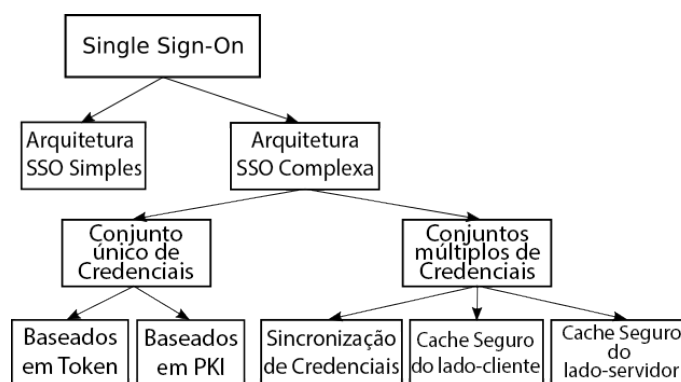 Single Sign-On
Arquitetura
SSO Simples
Arquitetura
SSO Complexa
Conjunto
único de
Credenciais
Conjuntos
múltiplos de
Credenciais
Baseados
em Token
Baseados
em PKI
Sincronização
de Credenciais
Cache Seguro
do lado-cliente
Cache Seguro
do
lado-servidor